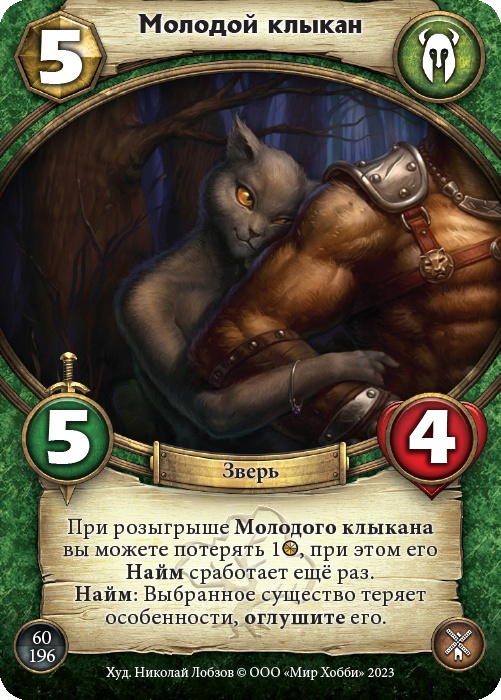 Молодой клыкан
5
5
4
Зверь
При розыгрыше Молодого клыкана
вы можете потерять 1, при этом его
Найм сработает ещё раз.
Найм: Выбранное существо теряет
особенности, оглушите его.
60
196
Худ. Николай Лобзов © ООО «Мир Хобби» 2023